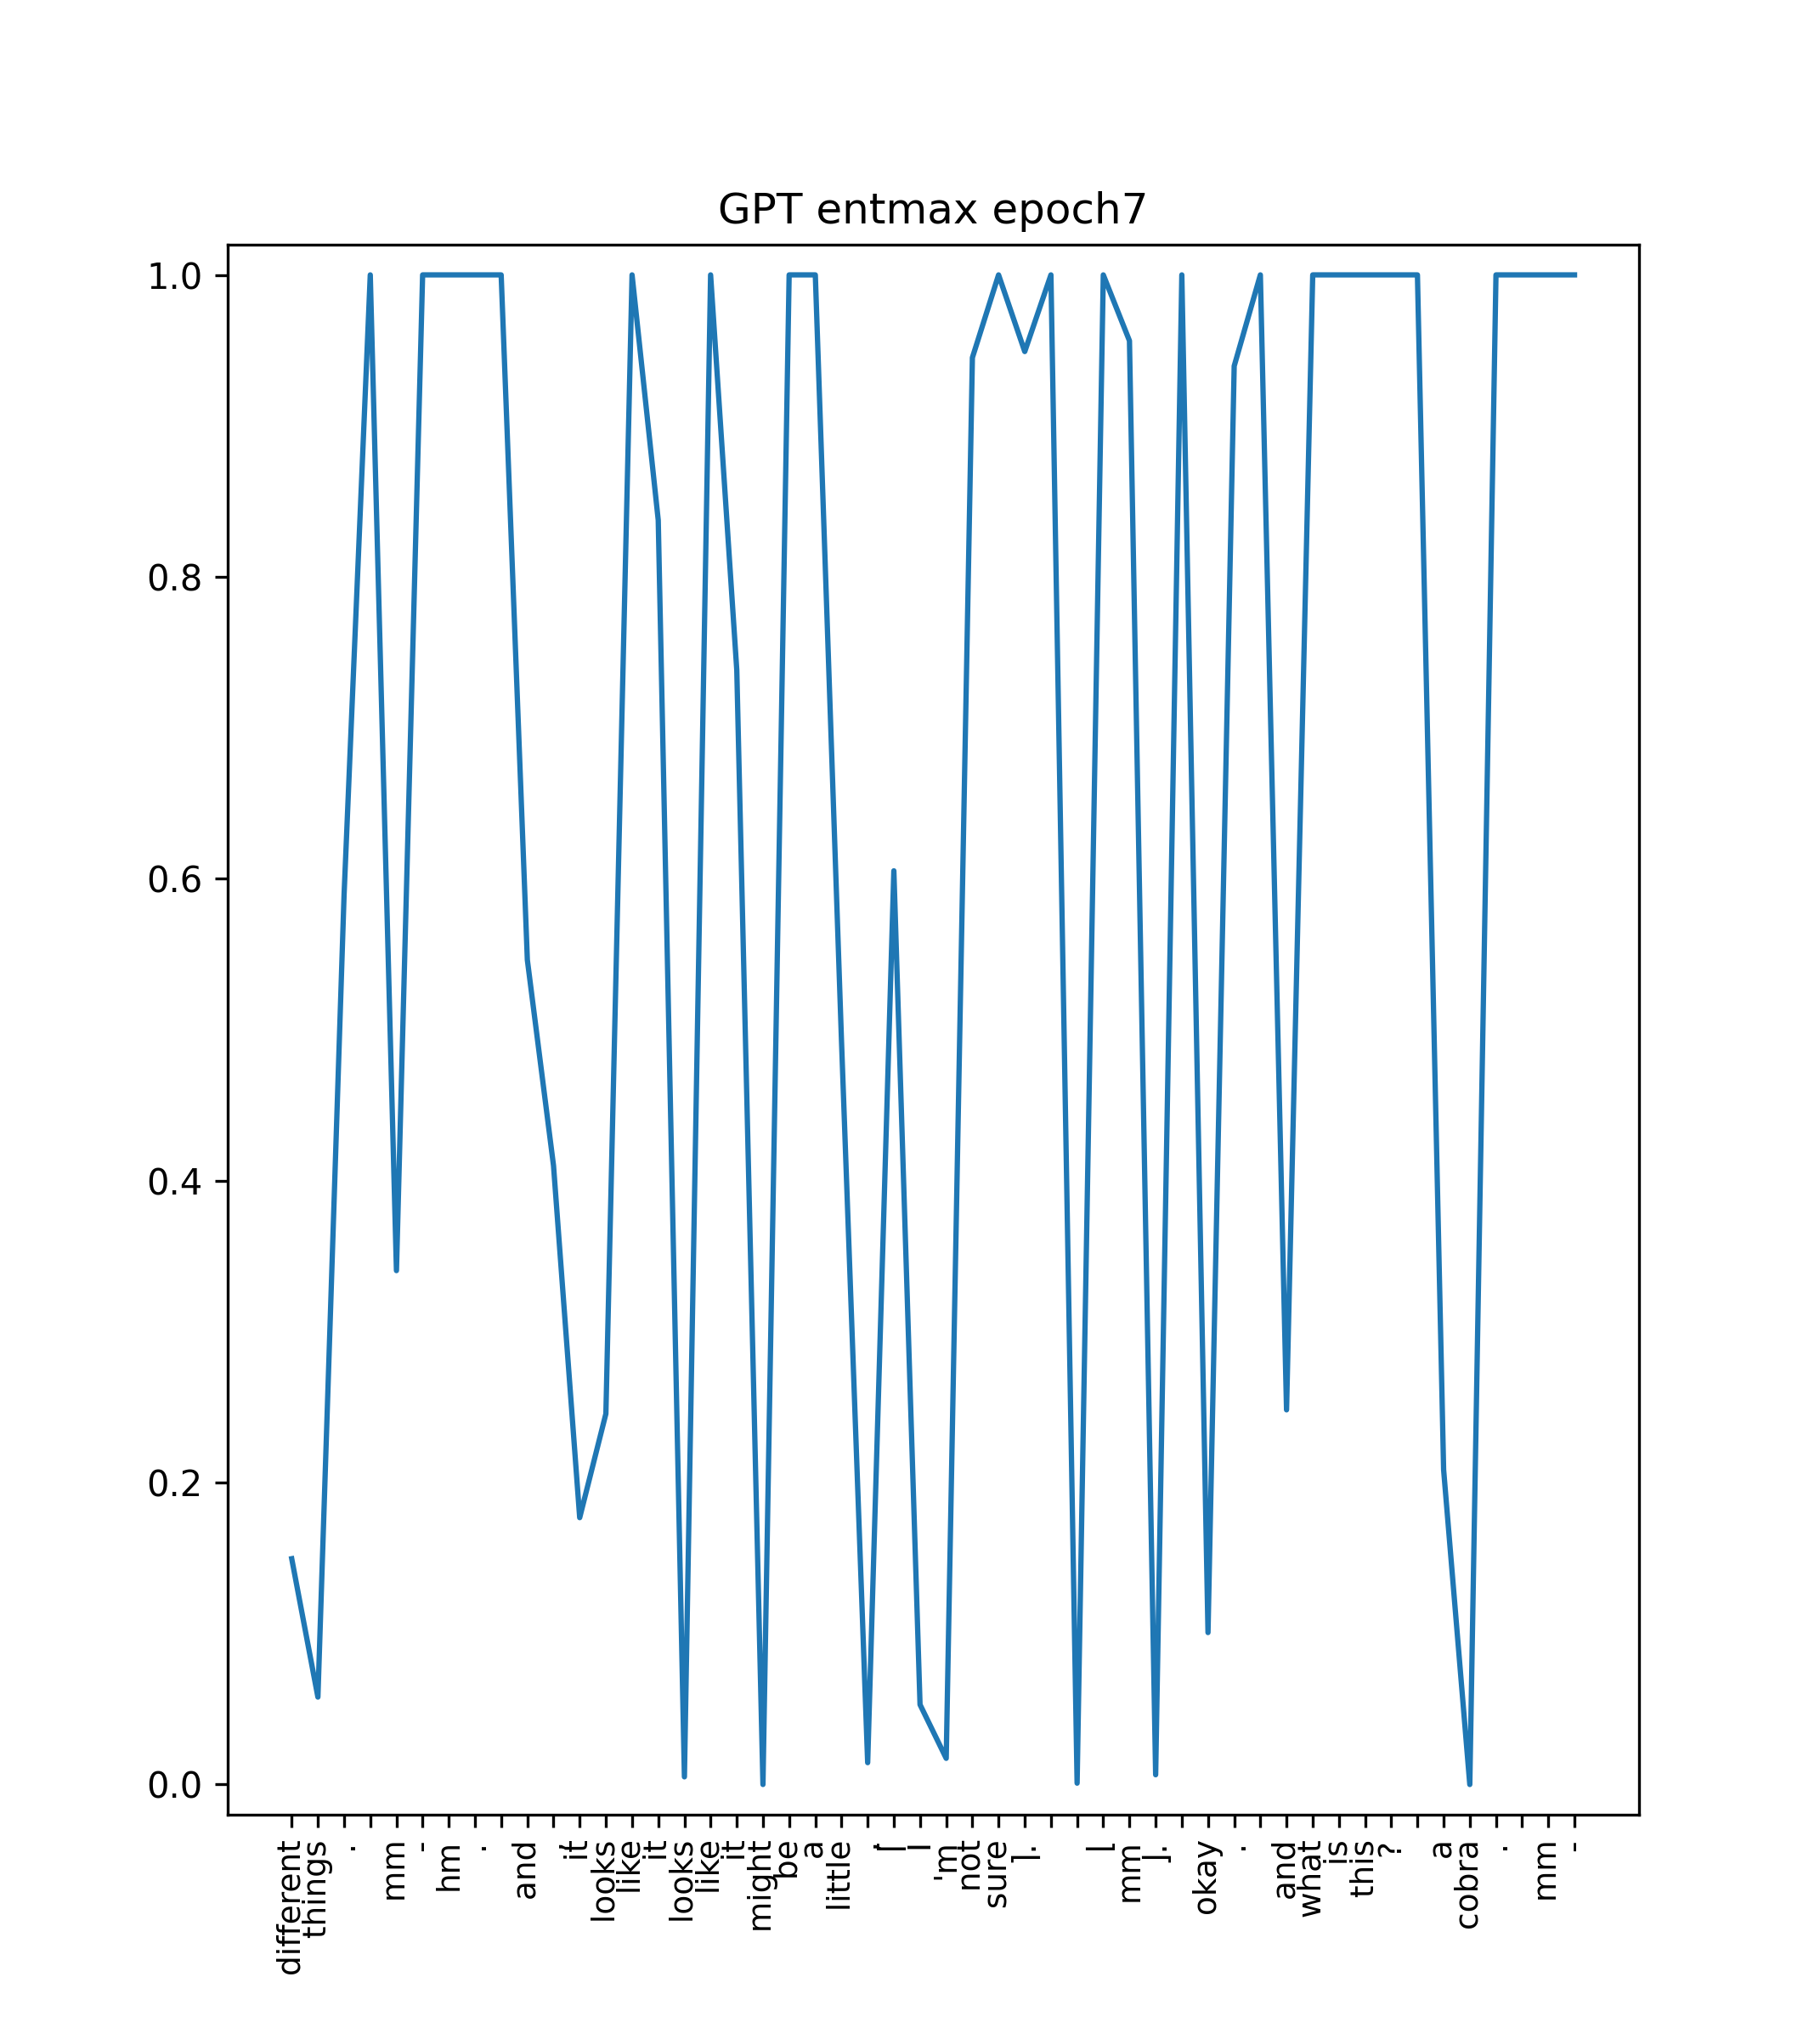 GPT entmax epoch7
1.0
0.8
0.6
0.4
0.2
0.0
different
things
.
mm
-
hm
.
and
it
looks
like
it
looks
like
it
might
be
a
little
[
I
'm
not
sure
].
[
mm
].
okay
.
and
what
is
this
?
a
cobra
.
mm
-